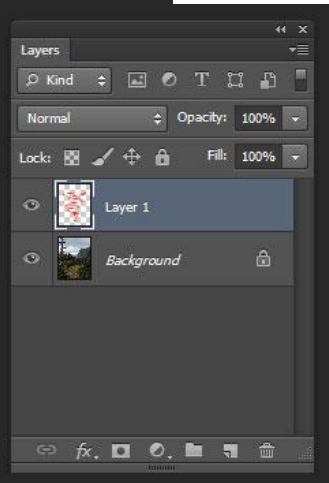 Layers
Kind
Normal Opacity: 100%
Lock: Fill: 100%
Layer 1
Background
fx.